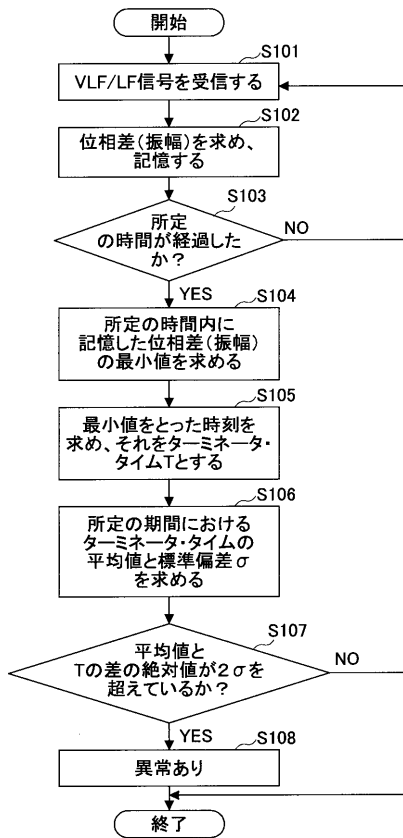 開始
S101
VLF/LF信号を受信する
S102
位相差(振幅)を求め、
記憶する
S103
所定
の時間が経過した
か?
NO
YES
S104
所定の時間内に
記憶した位相差(振幅)
の最小値を求める
S105
最小値をとった時刻を
求め、それをターミネータ・
タイムTとする
S106
所定の期間における
ターミネータ・タイムの
平均値と標準偏差σ
を求める
S107
平均値と
Tの差の絶対値が2σを
超えているか?
NO
YES
S108
異常あり
終了